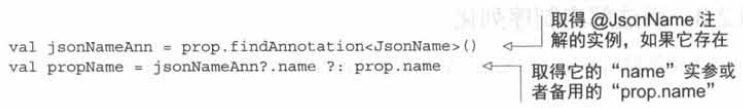 val jsonNameAnn = prop.findAnnotation<JsonName>()
取得 @JsonName 注
解的实例，如果它存在
val propName = jsonNameAnn?.name ?: prop.name
取得它的“name”实参或
者备用的“prop.name”